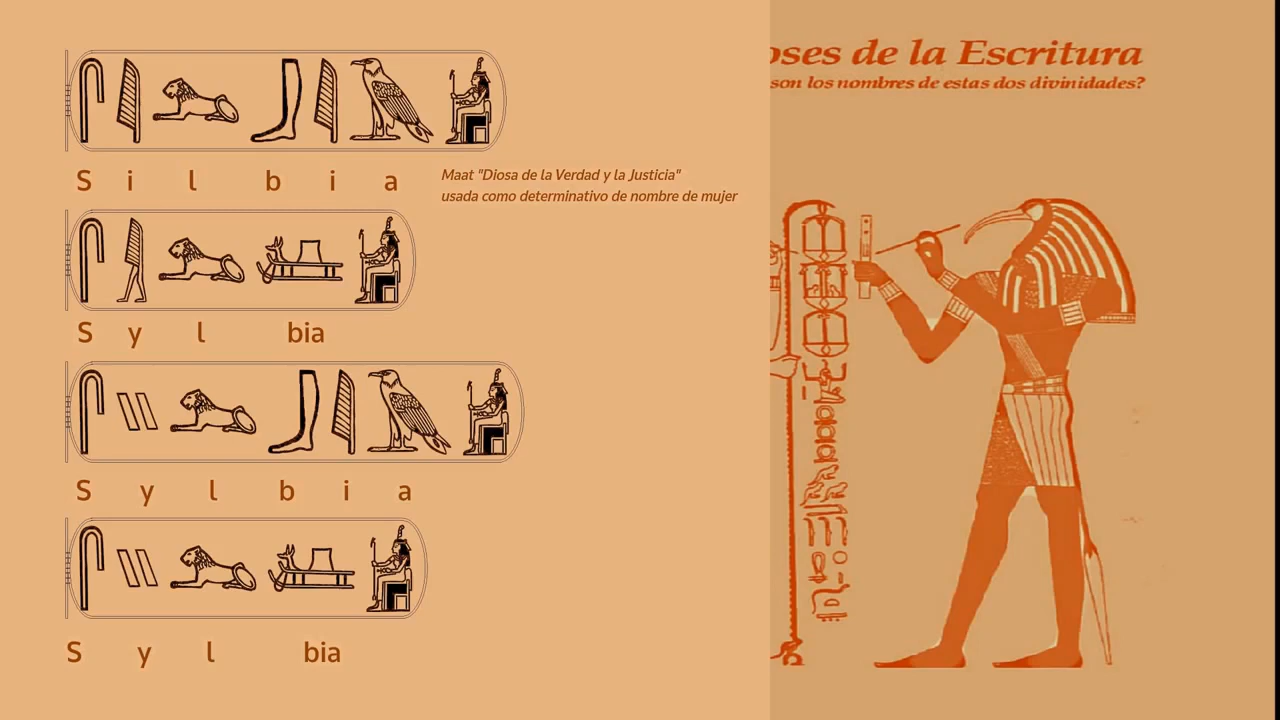 S i l b i a
Maat "Diosa de la Verdad y la Justicia"
usada como determinativo de nombre de mujer
S y l bia
S y l b i a
S y l bia
de la Escritura
son los nombres de estas dos divinidades?